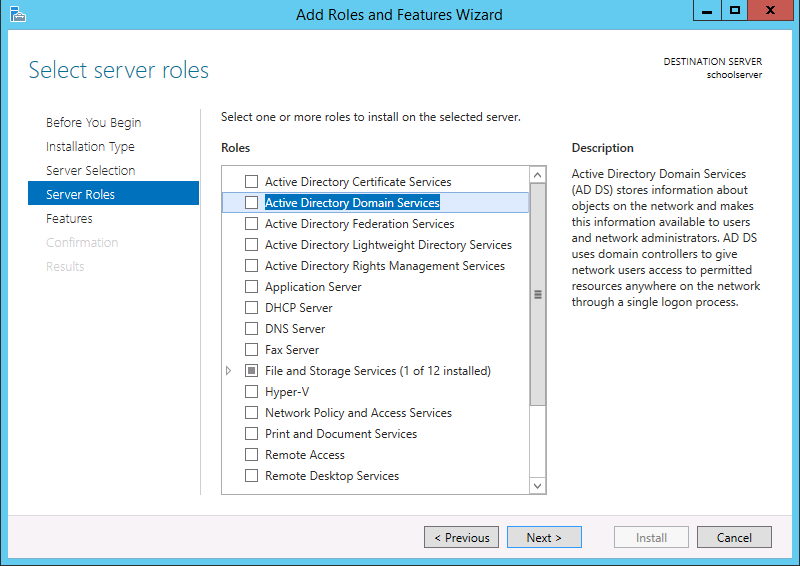 Add Roles and Features Wizard
Select server roles
DESTINATION SERVER
schoolserver
Before You Begin
Installation Type
Server Selection
Server Roles
Features
Confirmation
Results
Select one or more roles to install on the selected server.
Roles
Active Directory Certificate Services
Active Directory Domain Services
Active Directory Federation Services
Active Directory Lightweight Directory Services
Active Directory Rights Management Services
Application Server
DHCP Server
DNS Server
Fax Server
File and Storage Services (1 of 12 installed)
Hyper-V
Network Policy and Access Services
Print and Document Services
Remote Access
Remote Desktop Services
Description
Active Directory Domain Services
(AD DS) stores information about
objects on the network and makes
this information available to users
and network administrators. AD DS
uses domain controllers to give
network users access to permitted
resources anywhere on the network
through a single logon process.
< Previous
Next >
Install
Cancel